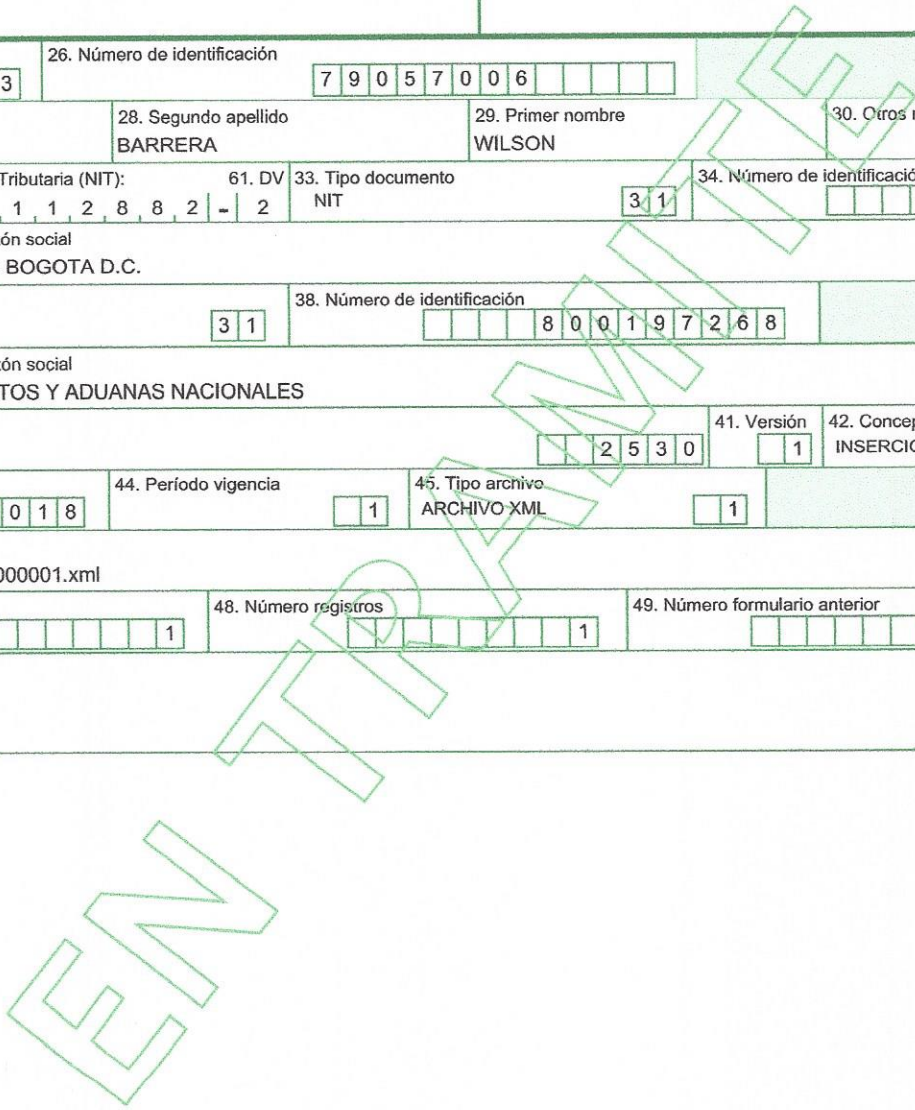 26. Número de identificación
3 7 9 0 5 7 0 0 6
28. Segundo apellido 29. Primer nombre 30. Otros
BARRERA WILSON
Tributaria (NIT): 61. DV 33. Tipo documento 34. Número de identificació
1 1 2 8 8 2 - 2 NIT 3 1
ón social
BOGOTA D.C.
38. Número de identificación
3 1 8 0 0 1 9 7 2 6 8
ón social
TOS Y ADUANAS NACIONALES
41. Versión 42. Concep
2 5 3 0 1 INSERCIO
44. Período vigencia 45. Tipo archivo
0 1 8 1 ARCHIVO XML 1
000001.xml
48. Número registros 49. Número formulario anterior
1 1
EN TRAMITE